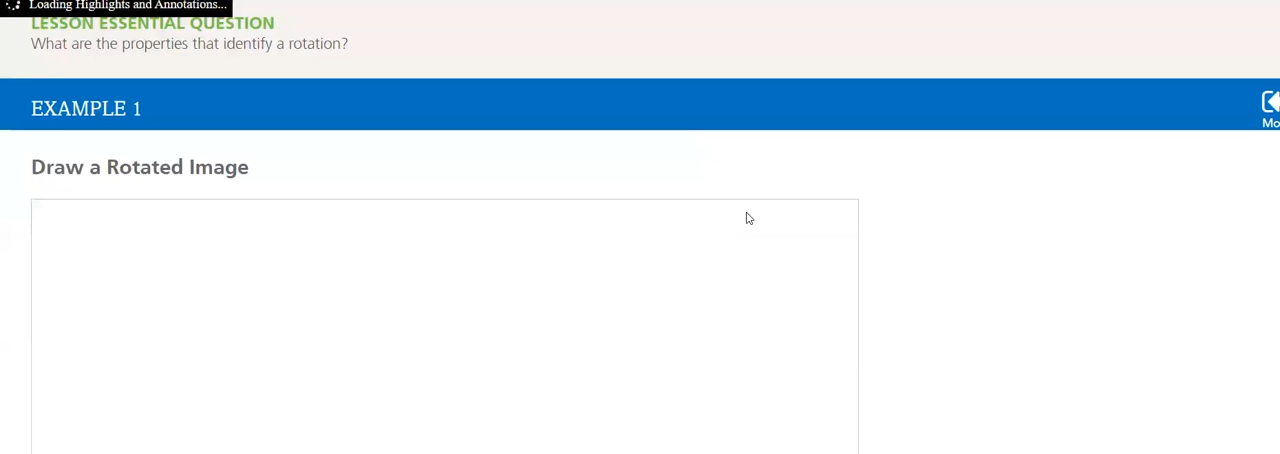 Loading Highlights and Annotations...
LESSON ESSENTIAL QUESTION
What are the properties that identify a rotation?
EXAMPLE 1
Mo
Draw a Rotated Image